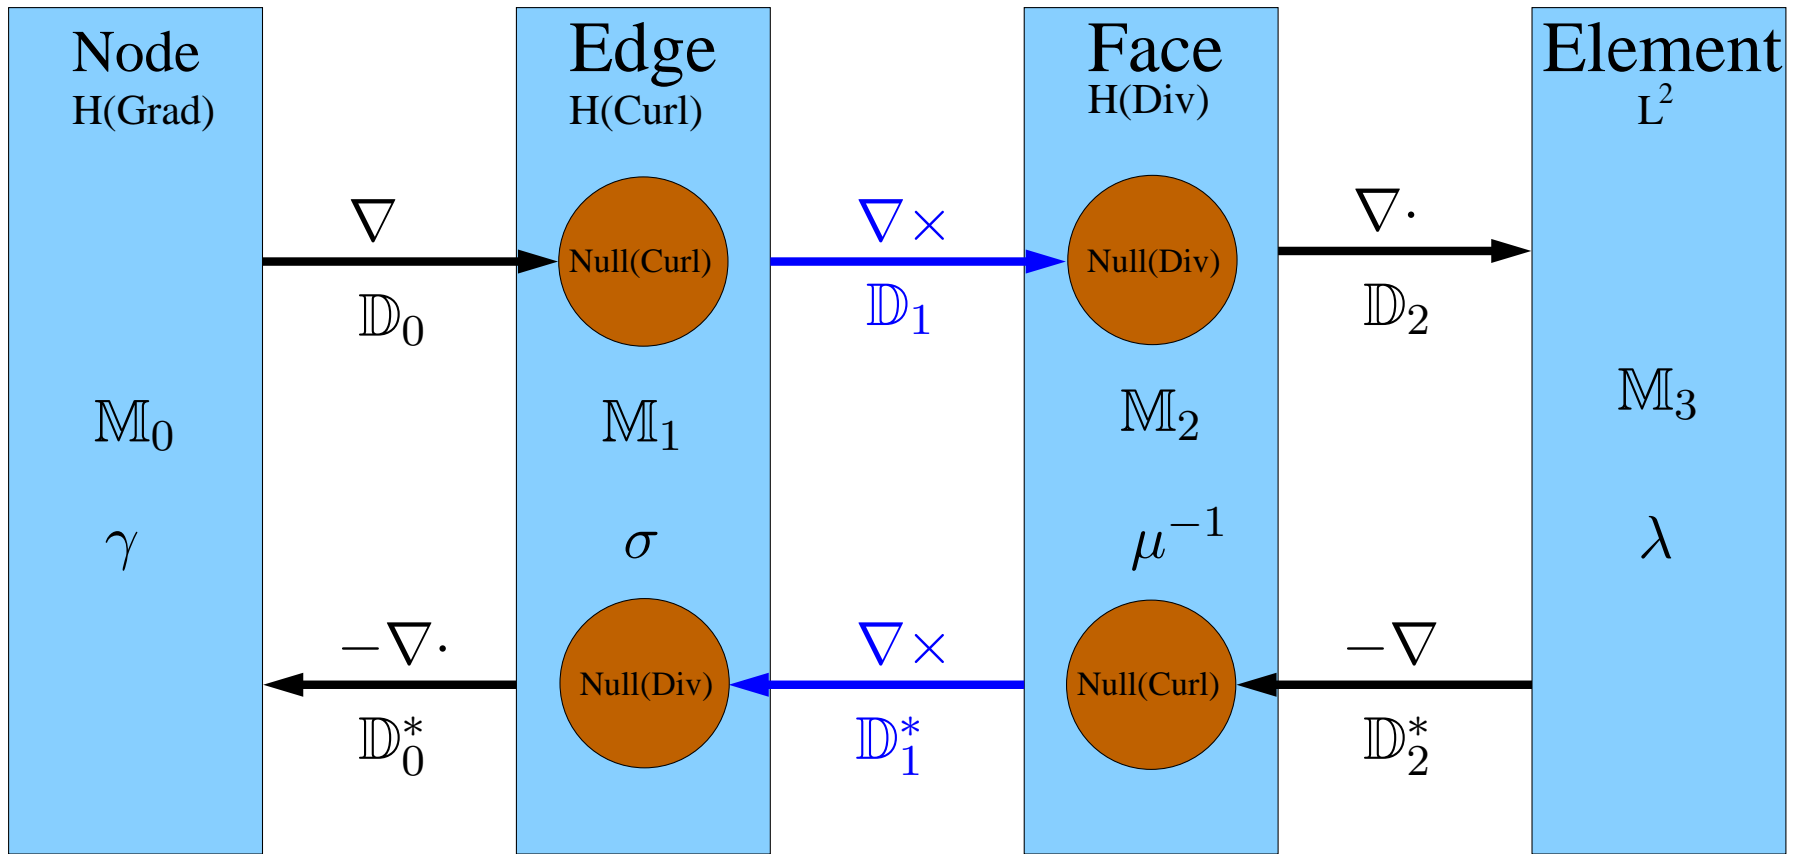 Node Edge Face Element
H(Grad) H(Curl) H(Div) L²
∇ ∇× ∇·
Null(Curl) Null(Div)
𝔻₀ 𝔻₁ 𝔻₂
𝕄₀ 𝕄₁ 𝕄₂ 𝕄₃
γ σ μ⁻¹ λ
−∇· ∇× −∇
Null(Div) Null(Curl)
𝔻₀* 𝔻₁* 𝔻₂*